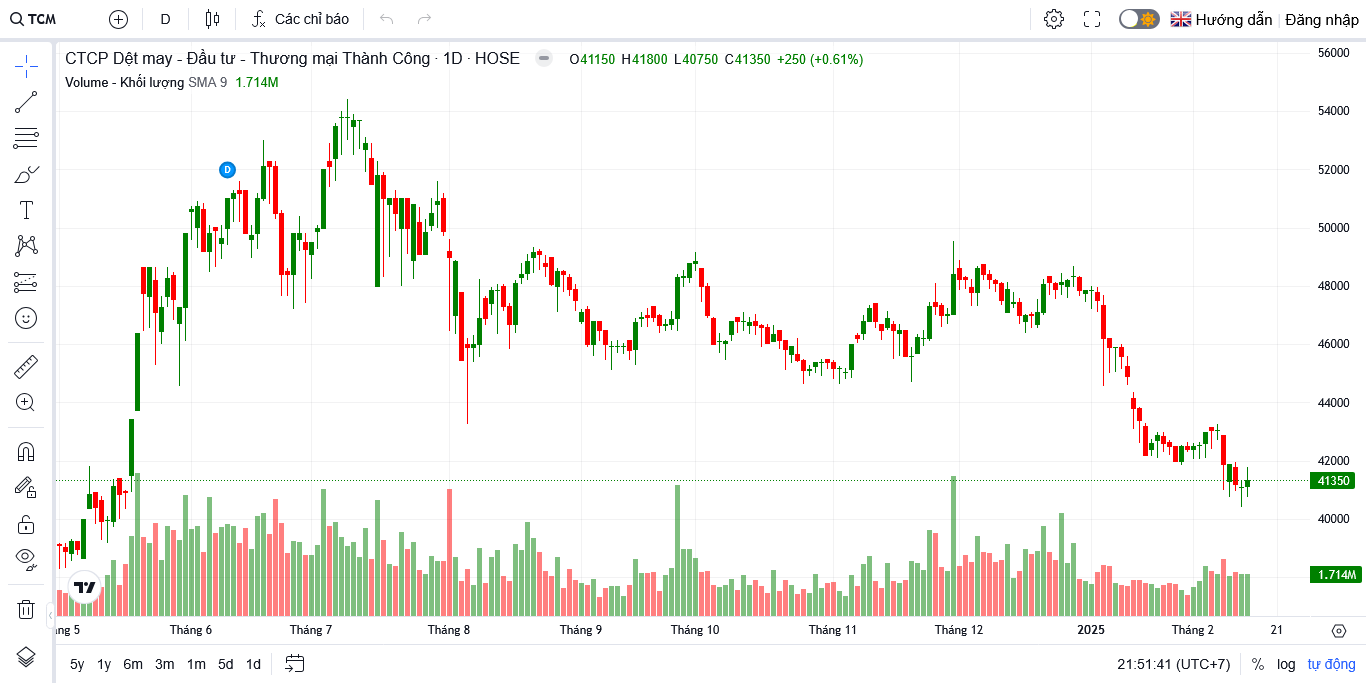 TCM D Các chỉ báo Hướng dẫn Đăng nhập
CTCP Dệt may - Đầu tư - Thương mại Thành Công · 1D · HOSE O41150 H41800 L40750 C41350 +250 (+0.61%)
Volume - Khối lượng SMA 9 1.714M
D
56000
54000
52000
50000
48000
46000
44000
42000
41350
40000
1.714M
ng 5 Tháng 6 Tháng 7 Tháng 8 Tháng 9 Tháng 10 Tháng 11 Tháng 12 2025 Tháng 2 21
5y 1y 6m 3m 1m 5d 1d 21:51:41 (UTC+7) % log tự động